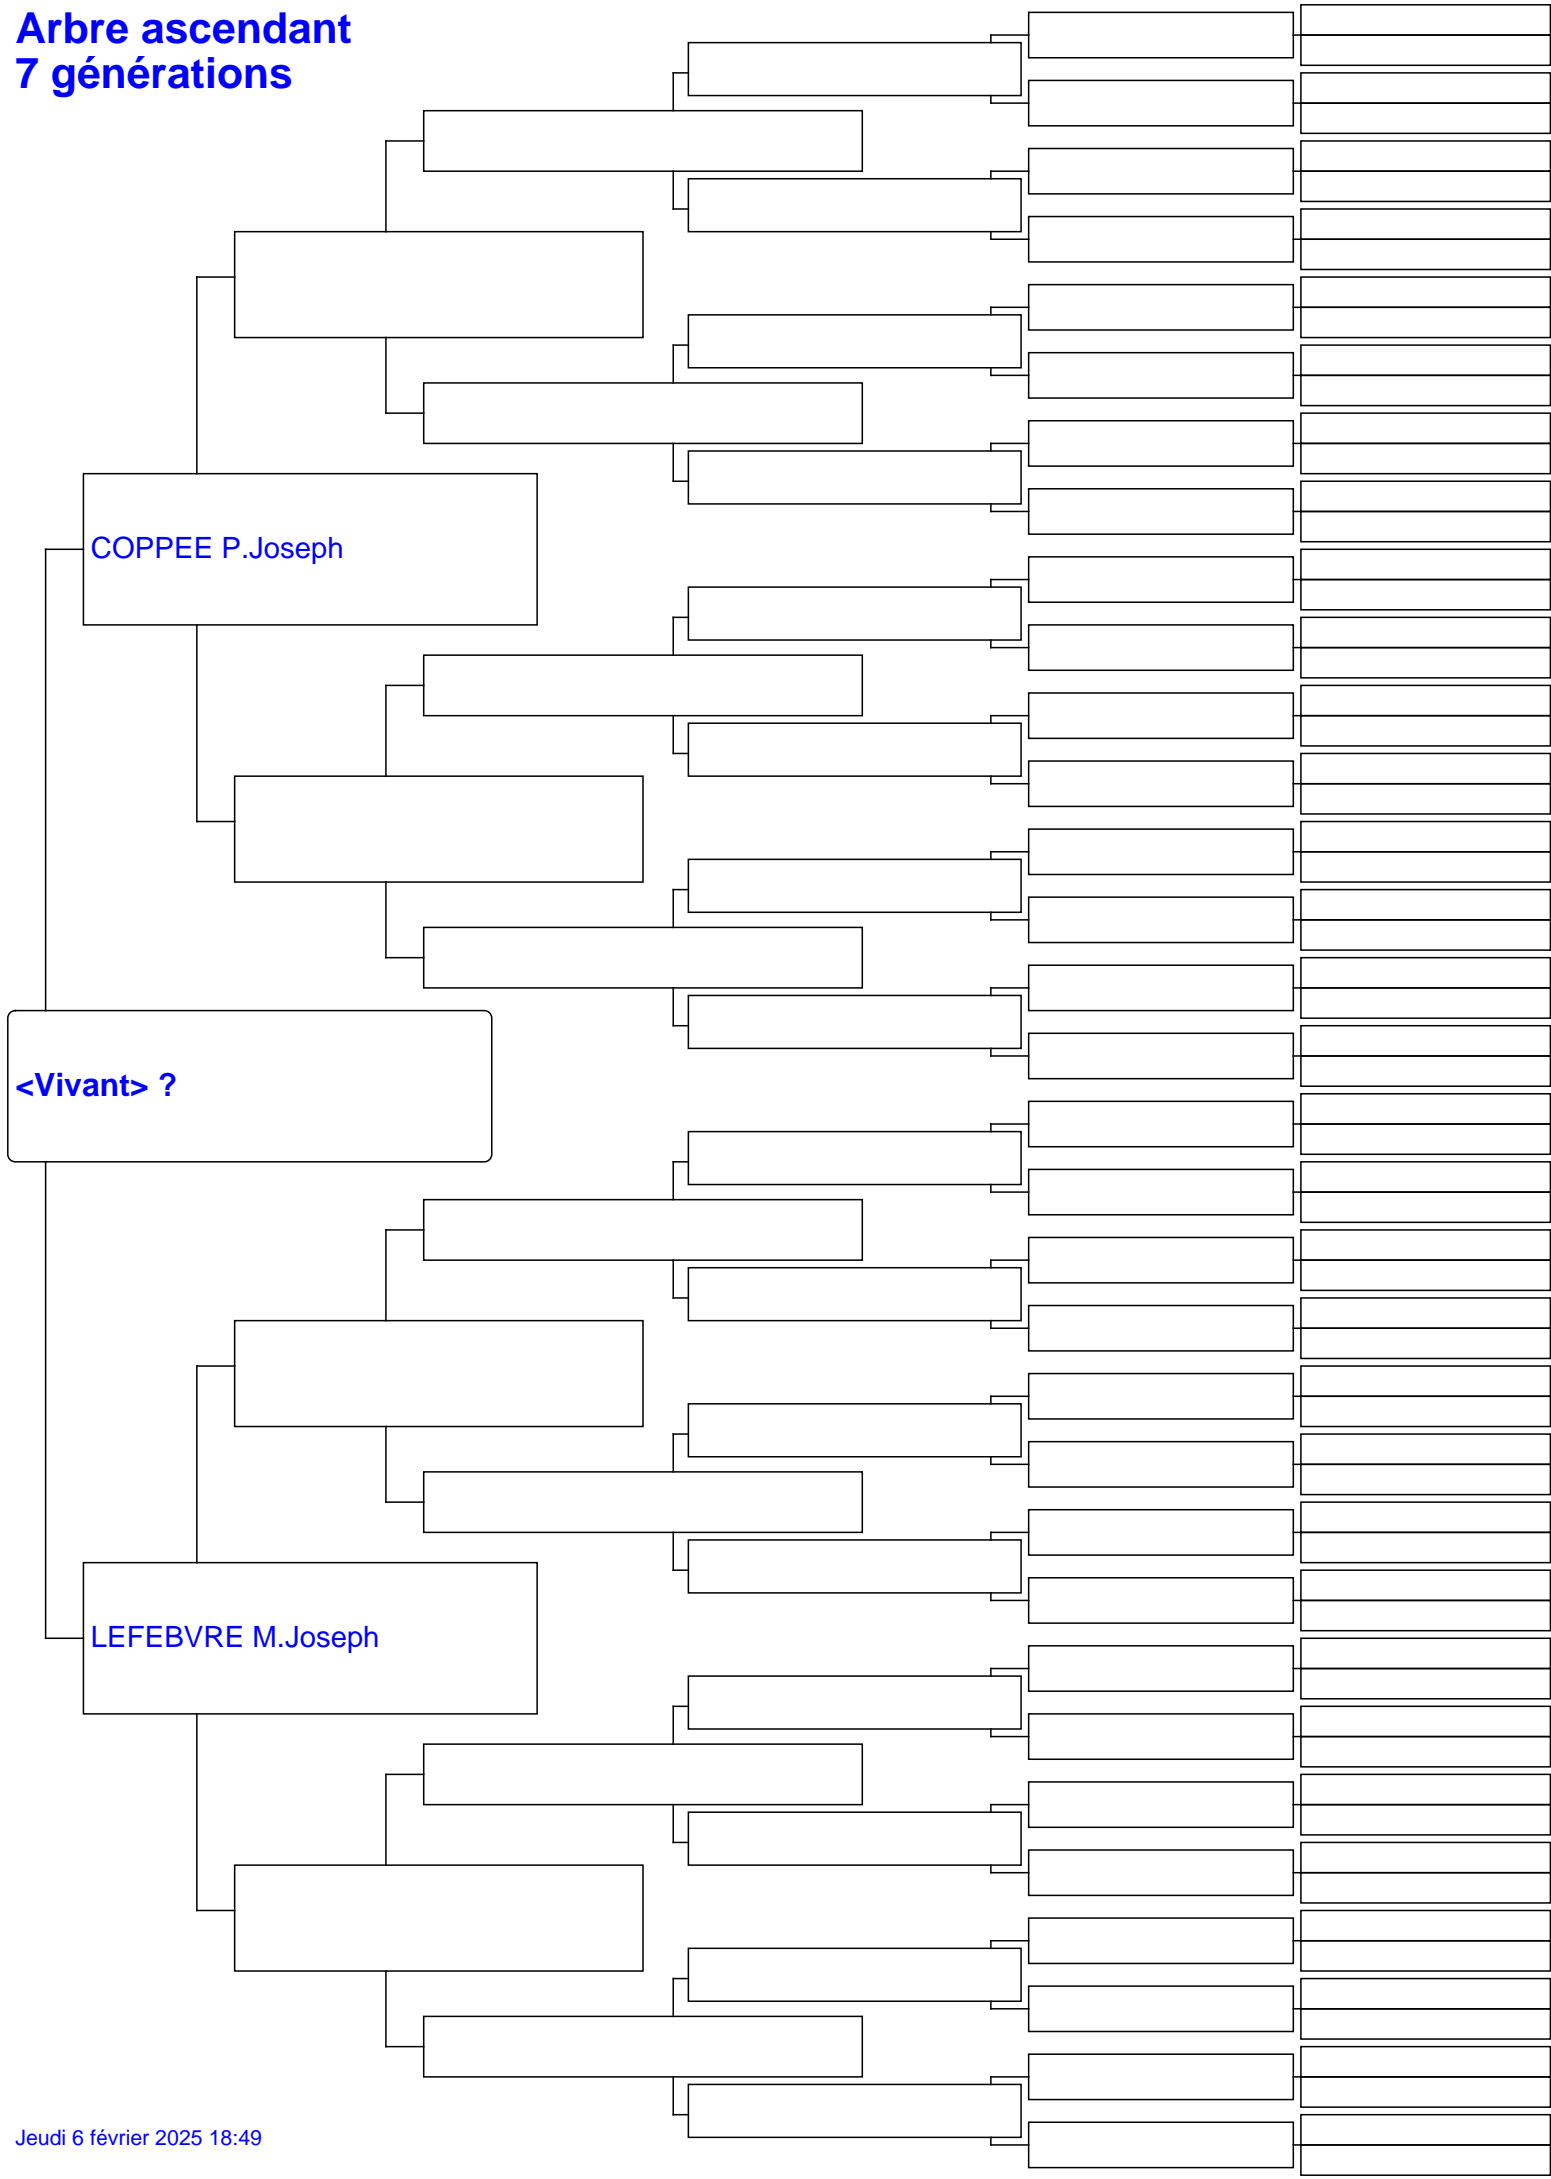 Arbre ascendant
7 générations
COPPEE P.Joseph
<Vivant> ?
LEFEBVRE M.Joseph
Jeudi 6 février 2025 18:49